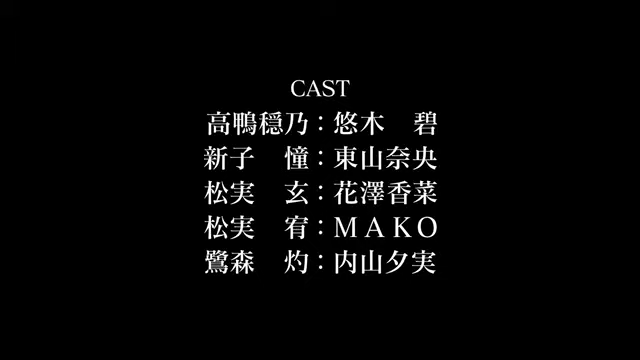 CAST
高鴨穏乃：悠木　碧
新子　憧：東山奈央
松実　玄：花澤香菜
松実　宥：ＭＡＫＯ
鷺森　灼：内山夕実